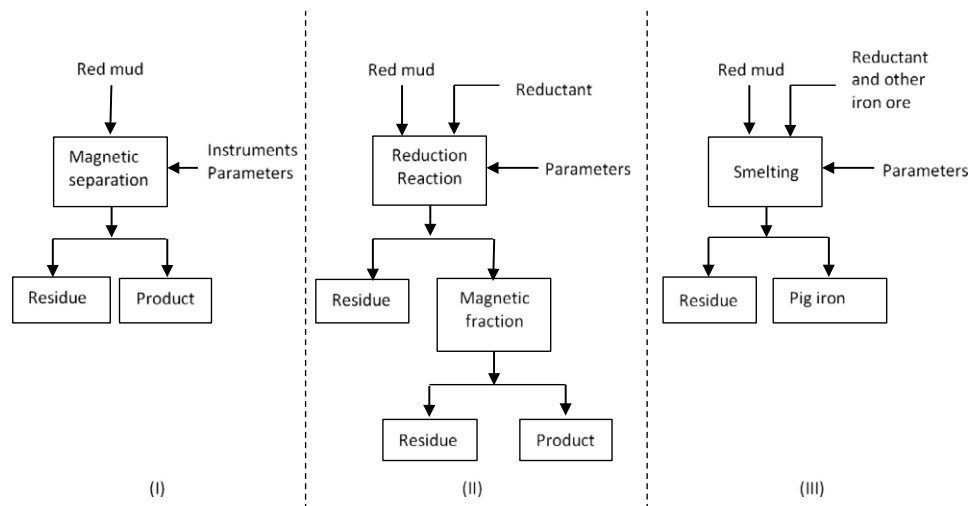 Red mud
Magnetic
separation
Instruments
Parameters
Residue
Product
(I)
Red mud
Reductant
Reduction
Reaction
Parameters
Residue
Magnetic
fraction
Residue
Product
(II)
Red mud
Reductant
and other
iron ore
Smelting
Parameters
Residue
Pig iron
(III)